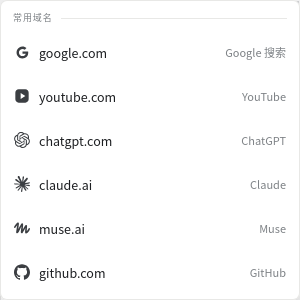 常用域名
google.com Google 搜索
youtube.com YouTube
chatgpt.com ChatGPT
claude.ai Claude
muse.ai Muse
github.com GitHub